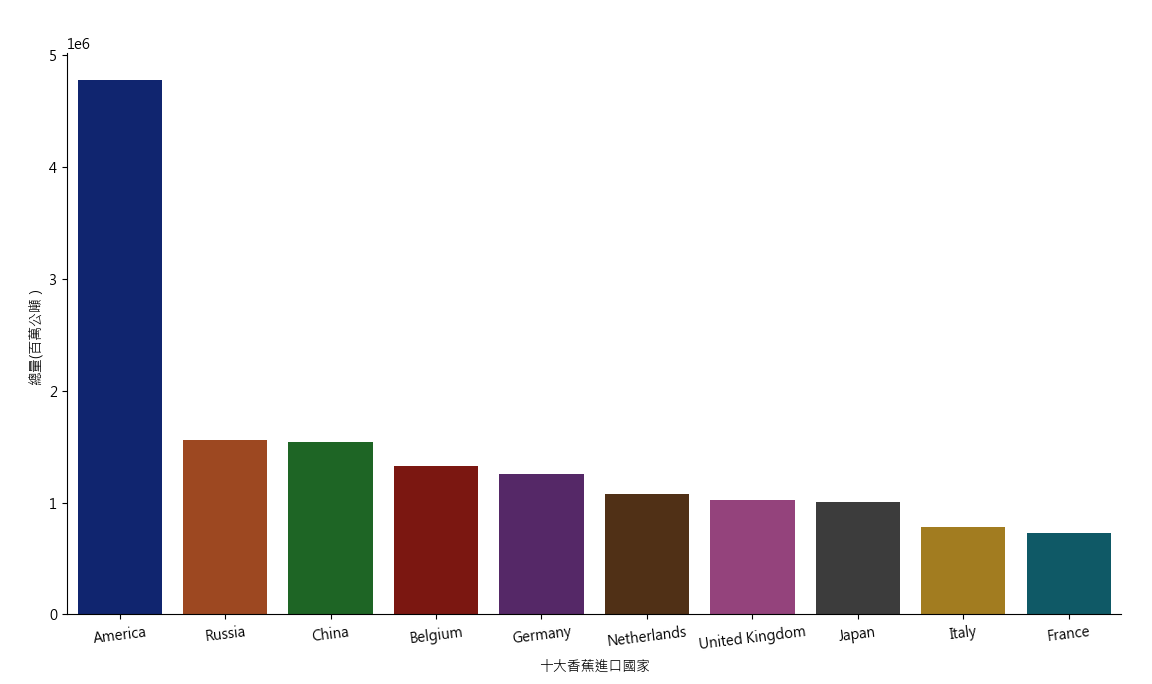 1e6
5
4
3
2
1
0
總量(百萬公噸 )
America Russia China Belgium Germany Netherlands United Kingdom Japan Italy France
十大香蕉進口國家